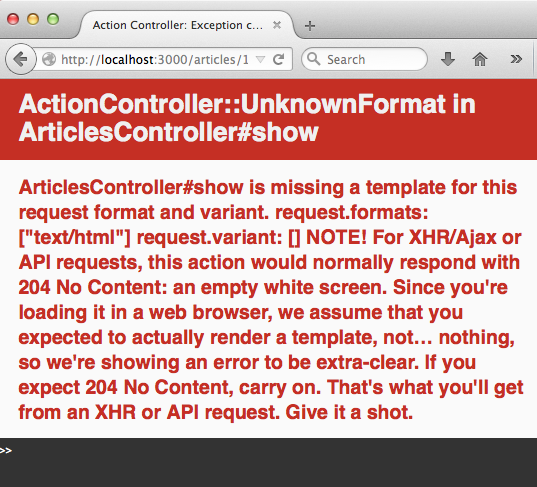 Action Controller: Exception c...
http://localhost:3000/articles/1
Search
ActionController::UnknownFormat in
ArticlesController#show
ArticlesController#show is missing a template for this
request format and variant. request.formats:
["text/html"] request.variant: [] NOTE! For XHR/Ajax or
API requests, this action would normally respond with
204 No Content: an empty white screen. Since you're
loading it in a web browser, we assume that you
expected to actually render a template, not... nothing,
so we're showing an error to be extra-clear. If you
expect 204 No Content, carry on. That's what you'll get
from an XHR or API request. Give it a shot.
>>